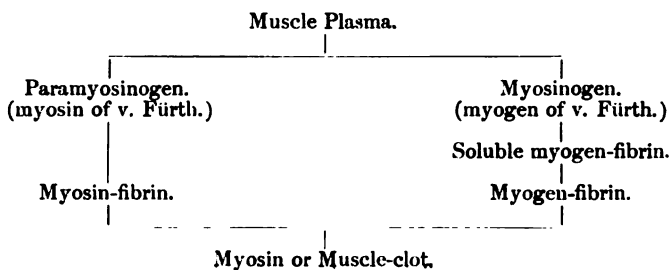 Muscle Plasma.
Paramyosinogen.
(myosin of v. Fürth.)
Myosinogen.
(myogen of v. Fürth.)
Soluble myogen-fibrin.
Myosin-fibrin.
Myogen-fibrin.
Myosin or Muscle-clot.